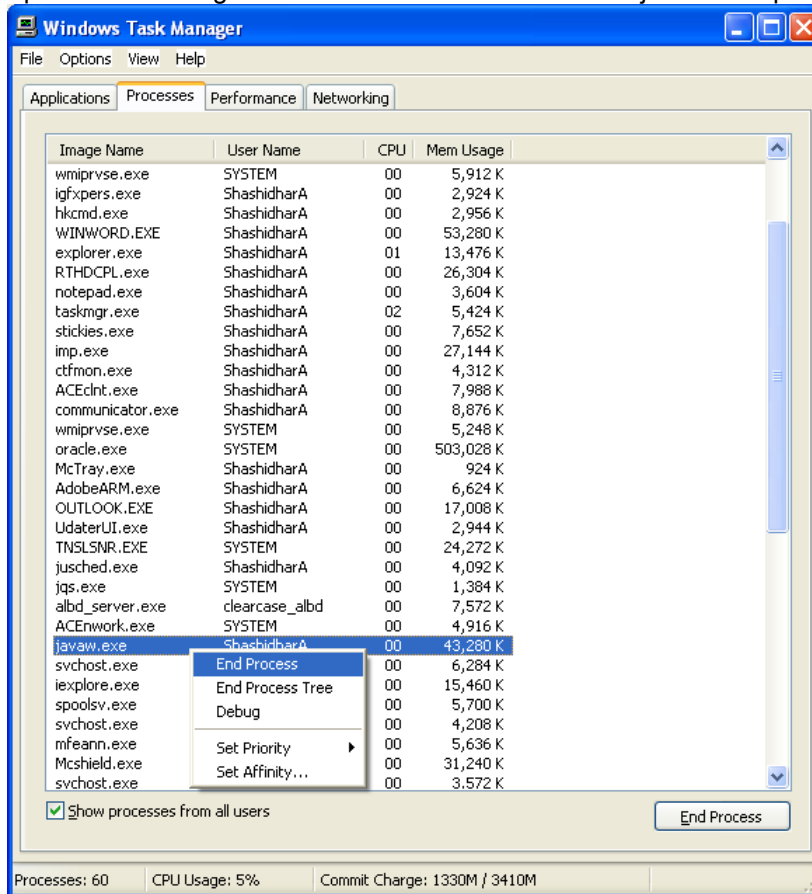 Windows Task Manager
File Options View Help
Applications Processes Performance Networking
Image Name User Name CPU Mem Usage
wmiprvse.exe SYSTEM 00 5,912 K
igfxpers.exe ShashidharA 00 2,924 K
hkcmd.exe ShashidharA 00 2,956 K
WINWORD.EXE ShashidharA 00 53,280 K
explorer.exe ShashidharA 01 13,476 K
RTHDCPL.exe ShashidharA 00 26,304 K
notepad.exe ShashidharA 00 3,604 K
taskmgr.exe ShashidharA 02 5,424 K
stickies.exe ShashidharA 00 7,652 K
imp.exe ShashidharA 00 27,144 K
ctfmon.exe ShashidharA 00 4,312 K
ACEclnt.exe ShashidharA 00 7,988 K
communicator.exe ShashidharA 00 8,876 K
wmiprvse.exe SYSTEM 00 5,248 K
oracle.exe SYSTEM 00 503,028 K
McTray.exe ShashidharA 00 924 K
AdobeARM.exe ShashidharA 00 6,624 K
OUTLOOK.EXE ShashidharA 00 17,008 K
UdaterUI.exe ShashidharA 00 2,944 K
TNSLSNR.EXE SYSTEM 00 24,272 K
jusched.exe ShashidharA 00 4,092 K
jqs.exe SYSTEM 00 1,384 K
albd_server.exe clearcase_albd 00 7,572 K
ACEnwork.exe SYSTEM 00 4,916 K
javaw.exe ShashidharA 00 43,280 K
svchost.exe End Process 00 6,284 K
iexplore.exe End Process Tree 00 15,460 K
spoolsv.exe Debug 00 5,700 K
svchost.exe 00 4,208 K
mfeann.exe Set Priority 00 5,636 K
Mcshield.exe Set Affinity... 00 31,240 K
svchost.exe 00 3,572 K
Show processes from all users End Process
Processes: 60 CPU Usage: 5% Commit Charge: 1330M / 3410M